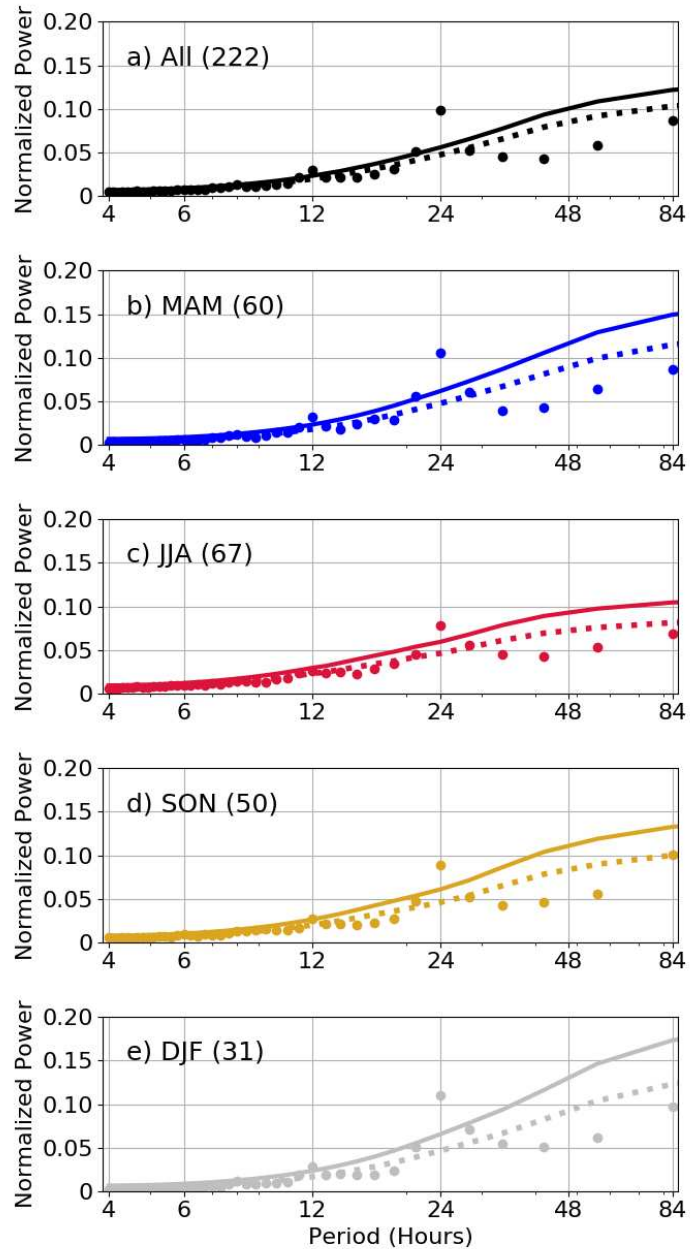 Normalized Power
0.20
0.15
0.10
0.05
0
a) All (222)
4 6 12 24 48 84
Normalized Power
0.20
0.15
0.10
0.05
0
b) MAM (60)
4 6 12 24 48 84
Normalized Power
0.20
0.15
0.10
0.05
0
c) JJA (67)
4 6 12 24 48 84
Normalized Power
0.20
0.15
0.10
0.05
0
d) SON (50)
4 6 12 24 48 84
Normalized Power
0.20
0.15
0.10
0.05
0
e) DJF (31)
4 6 12 24 48 84
Period (Hours)